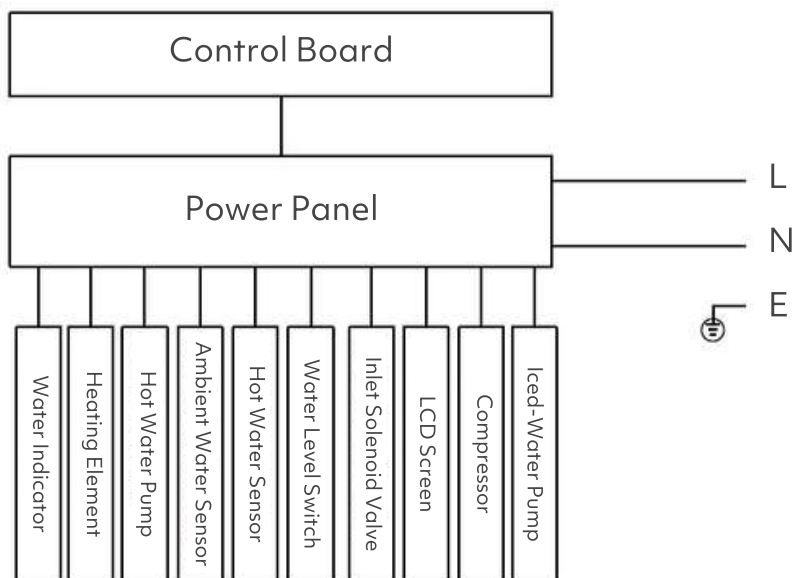 Control Board
Power Panel
L
N
E
Water Indicator
Heating Element
Hot Water Pump
Ambient Water Sensor
Hot Water Sensor
Water Level Switch
Inlet Solenoid Valve
LCD Screen
Compressor
Iced-Water Pump